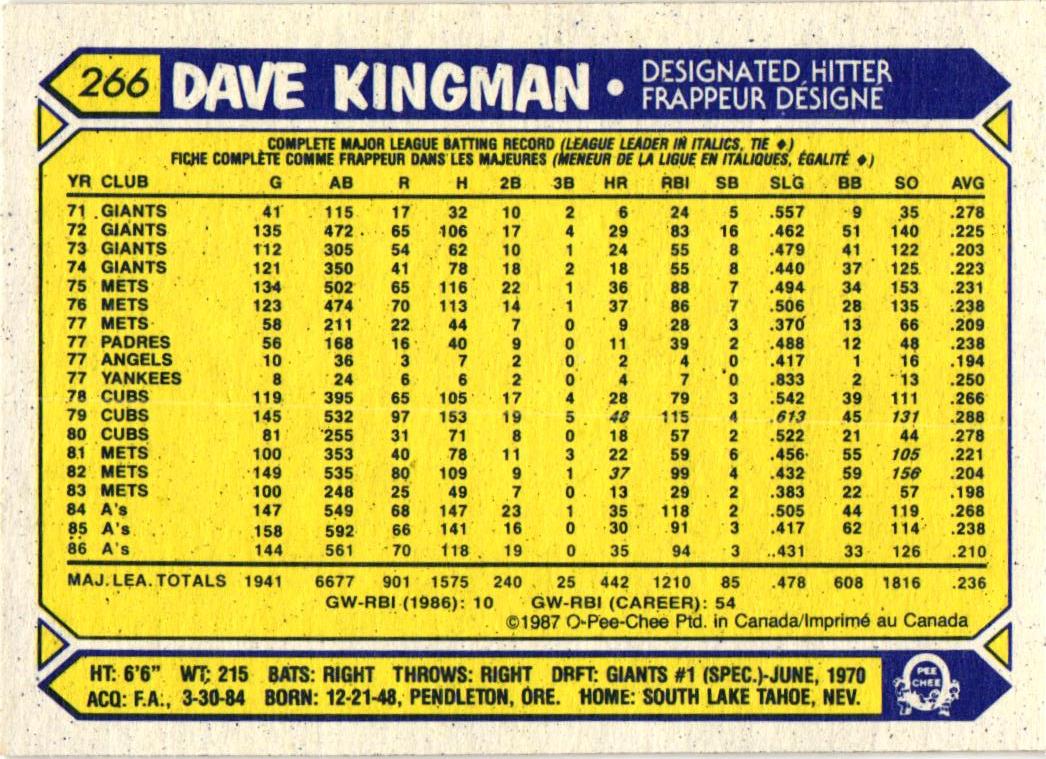 266 DAVE KINGMAN • DESIGNATED HITTER
FRAPPEUR DÉSIGNÉ
COMPLETE MAJOR LEAGUE BATTING RECORD (LEAGUE LEADER IN ITALICS, TIE ♦)
FICHE COMPLÈTE COMME FRAPPEUR DANS LES MAJEURES (MENEUR DE LA LIGUE EN ITALIQUES, ÉGALITÉ ♦)
YR CLUB G AB R H 2B 3B HR RBI SB SLG BB SO AVG
71 GIANTS 41 115 17 32 10 2 6 24 5 .557 9 35 .278
72 GIANTS 135 472 65 106 17 4 29 83 16 .462 51 140 .225
73 GIANTS 112 305 54 62 10 1 24 55 8 .479 41 122 .203
74 GIANTS 121 350 41 78 18 2 18 55 8 .440 37 125 .223
75 METS 134 502 65 116 22 1 36 88 7 .494 34 153 .231
76 METS 123 474 70 113 14 1 37 86 7 .506 28 135 .238
77 METS 58 211 22 44 7 0 9 28 3 .370 13 66 .209
77 PADRES 56 168 16 40 9 0 11 39 2 .488 12 48 .238
77 ANGELS 10 36 3 7 2 0 2 4 0 .417 1 16 .194
77 YANKEES 8 24 6 6 2 0 4 7 0 .833 2 13 .250
78 CUBS 119 395 65 105 17 4 28 79 3 .542 39 111 .266
79 CUBS 145 532 97 153 19 5 48 115 4 .613 45 131 .288
80 CUBS 81 255 31 71 8 0 18 57 2 .522 21 44 .278
81 METS 100 353 40 78 11 3 22 59 6 .456 55 105 .221
82 METS 149 535 80 109 9 1 37 99 4 .432 59 156 .204
83 METS 100 248 25 49 7 0 13 29 2 .383 22 57 .198
84 A's 147 549 68 147 23 1 35 118 2 .505 44 119 .268
85 A's 158 592 66 141 16 0 30 91 3 .417 62 114 .238
86 A's 144 561 70 118 19 0 35 94 3 .431 33 126 .210
MAJ.LEA.TOTALS 1941 6677 901 1575 240 25 442 1210 85 .478 608 1816 .236
GW-RBI (1986): 10 GW-RBI (CAREER): 54
©1987 O-Pee-Chee Ptd. in Canada/Imprimé au Canada
HT: 6'6" WT: 215 BATS: RIGHT THROWS: RIGHT DRFT: GIANTS #1 (SPEC.)-JUNE, 1970
ACQ: F.A., 3-30-84 BORN: 12-21-48, PENDLETON, ORE. HOME: SOUTH LAKE TAHOE, NEV.
O PEE
CHEE